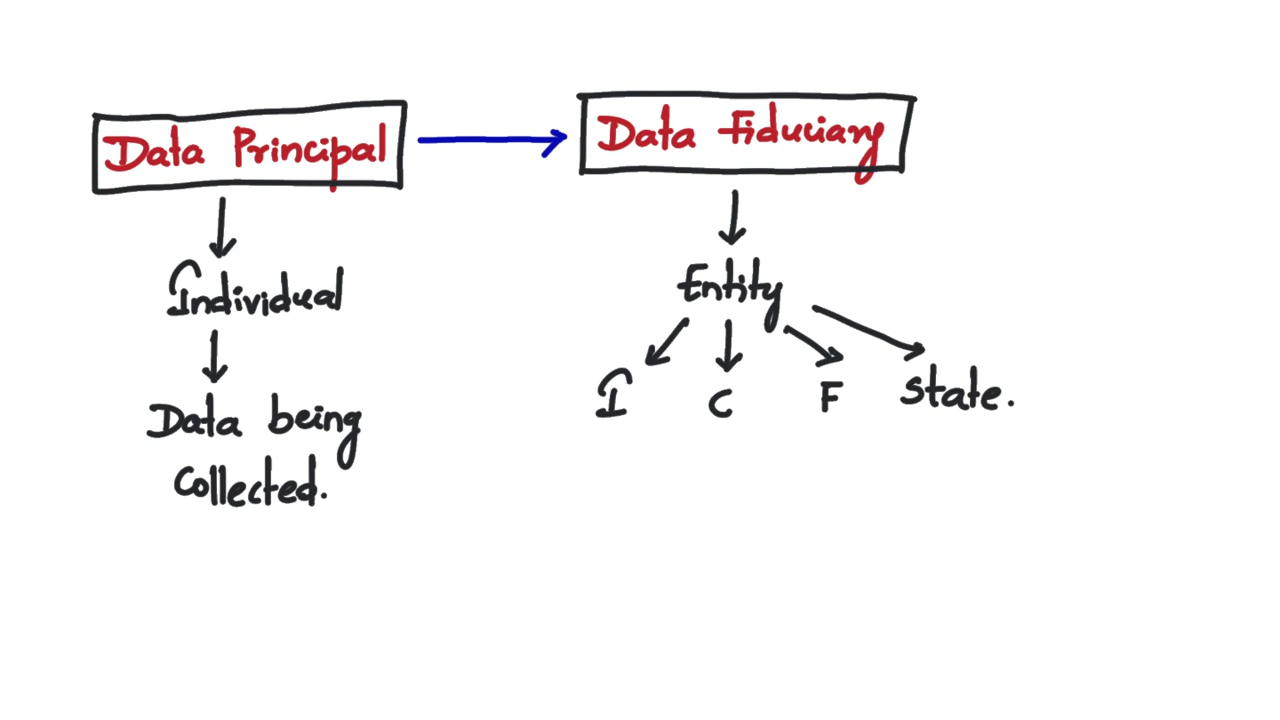 Data Principal
Data Fiduciary
Individual
Entity
Data being
Collected.
I C F State.